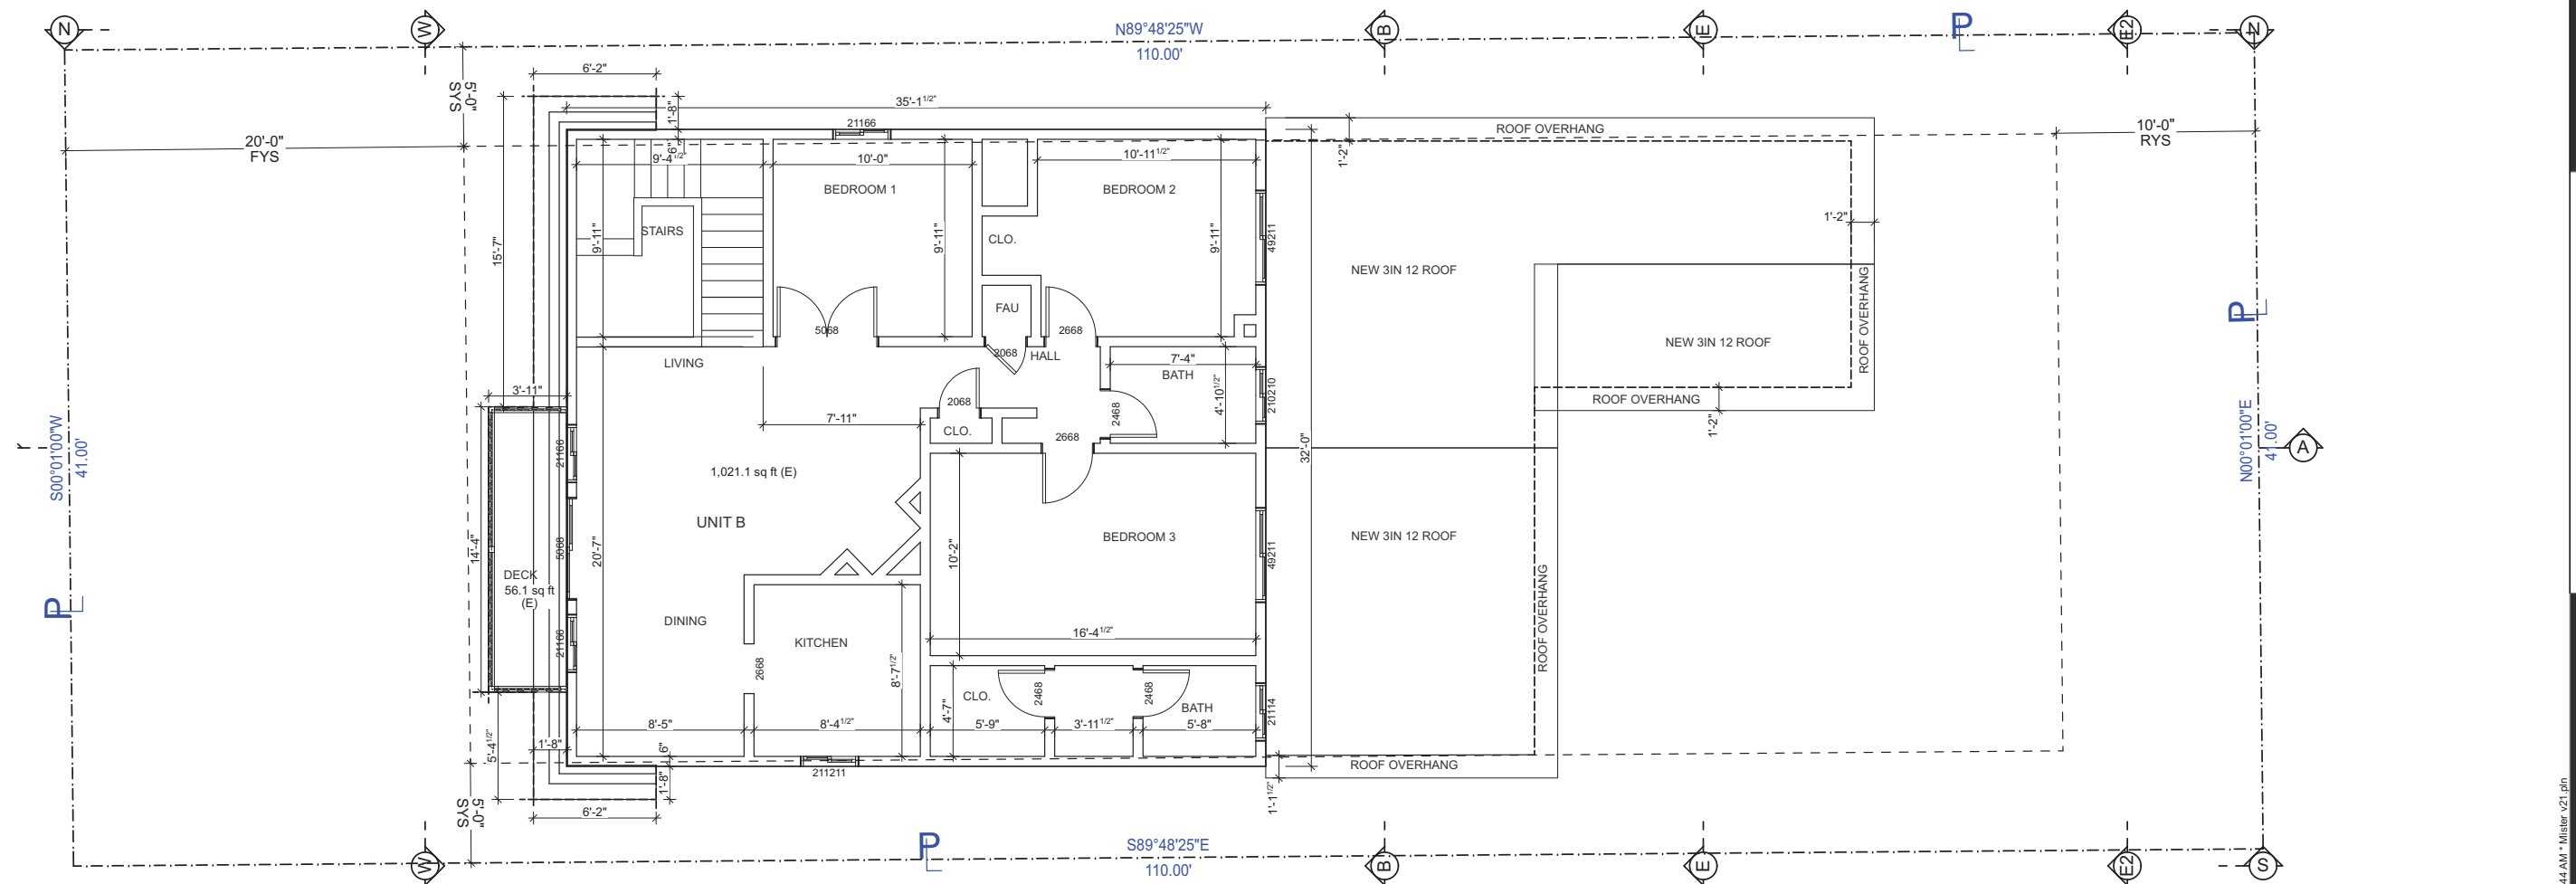 N
W
N89°48'25"W
110.00'
B
E
P
L
E2
N
6'-2"
5'-0"
SYS
1'-8"
35'-1 1/2"
21166
ROOF OVERHANG
20'-0"
FYS
10'-0"
RYS
6"
9'-4 1/2"
10'-0"
10'-11 1/2"
1'-2"
BEDROOM 1
BEDROOM 2
1'-2"
STAIRS
15'-7"
9'-11"
9'-11"
CLO.
9'-11"
49211
NEW 3IN 12 ROOF
FAU
P
L
5068
2668
NEW 3IN 12 ROOF
ROOF OVERHANG
2068
HALL
LIVING
7'-4"
BATH
3'-11"
2068
4'-10 1/2"
210210
ROOF OVERHANG
7'-11"
2468
1'-2"
CLO.
2668
S00°01'00"W
41.00'
21166
32'-0"
N00°01'00"E
41.00'
A
1,021.1 sq ft (E)
UNIT B
14'-4"
5068
20'-7"
10'-2"
BEDROOM 3
49211
NEW 3IN 12 ROOF
DECK
56.1 sq ft
(E)
P
L
ROOF OVERHANG
DINING
KITCHEN
16'-4 1/2"
21166
2668
8'-7 1/2"
CLO.
2468
2468
BATH
4'-7"
21114
8'-5"
8'-4 1/2"
5'-9"
3'-11 1/2"
5'-8"
5'-4 1/2"
1'-8"
6"
211211
ROOF OVERHANG
1'-8"
1'-1 1/2"
5'-0"
SYS
6'-2"
P
L
S89°48'25"E
110.00'
W
B
E
E2
S
44 AM * Mister v21.pln